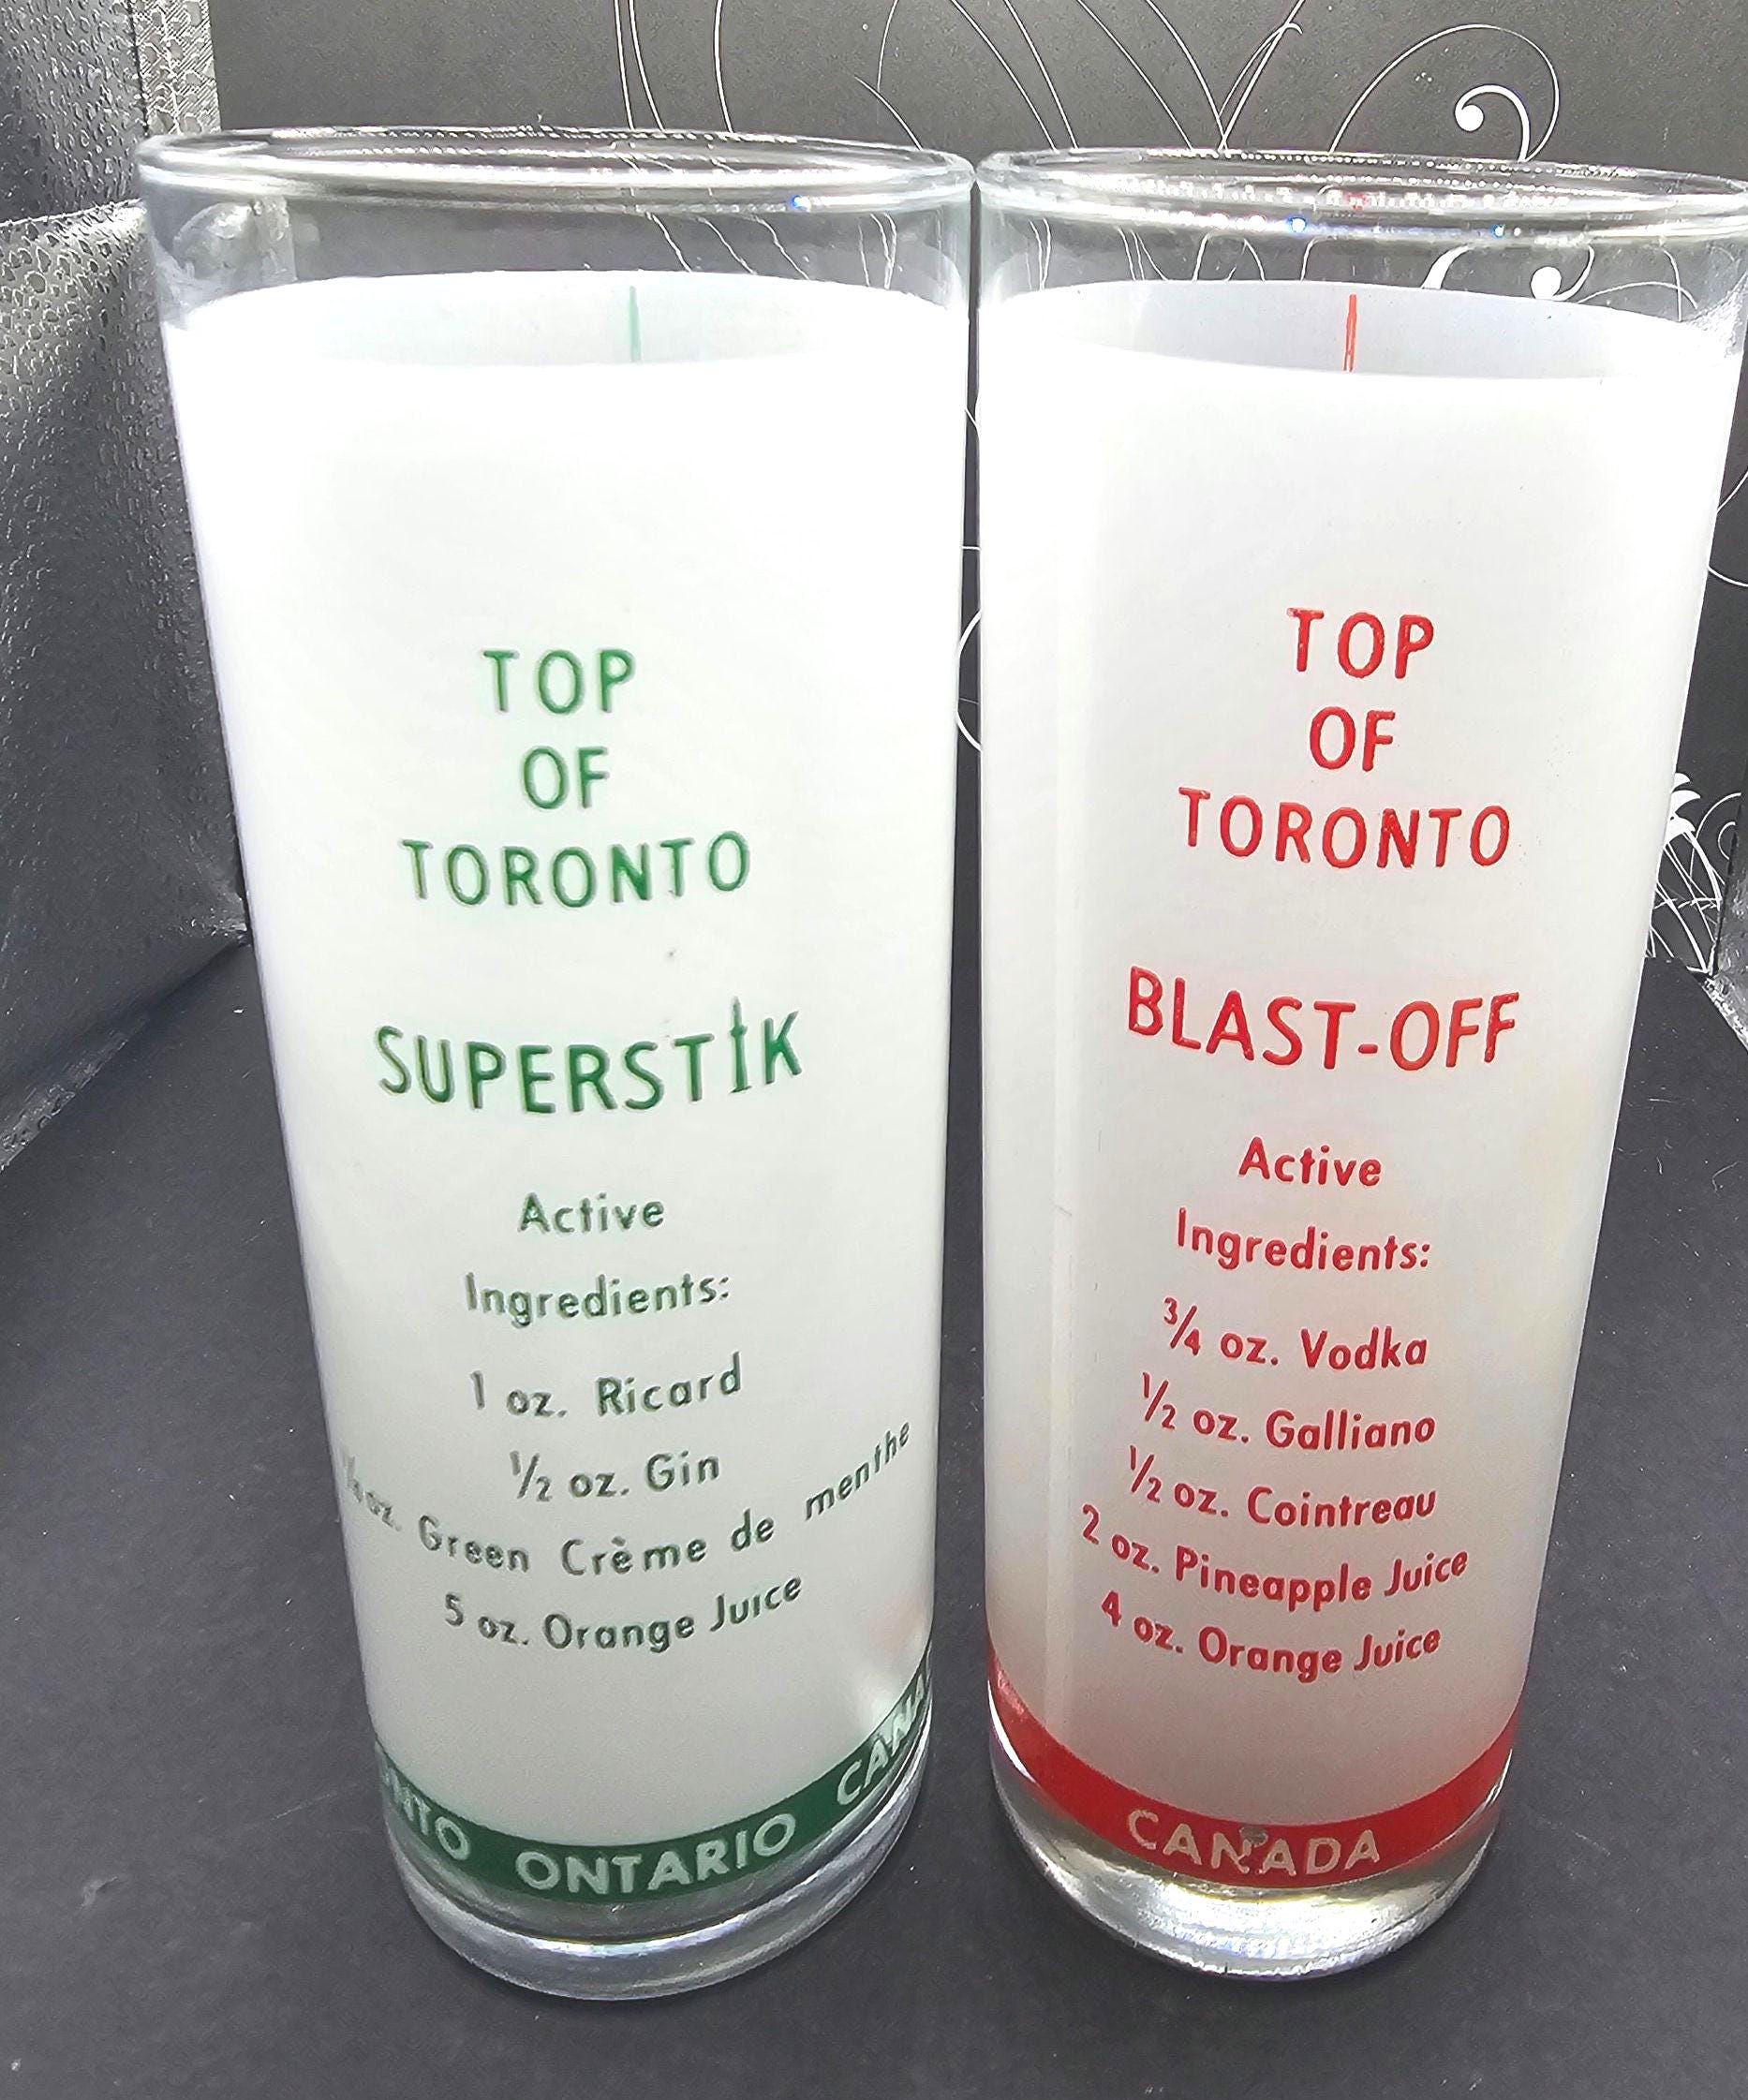 TOP
OF
TORONTO
SUPERSTIK
Active
Ingredients:
1 oz. Ricard
1/2 oz. Gin
oz. Green Crème de menthe
5 oz. Orange Juice
ONTARIO
TOP
OF
TORONTO
BLAST-OFF
Active
Ingredients:
3/4 oz. Vodka
1/2 oz. Galliano
1/2 oz. Cointreau
2 oz. Pineapple Juice
4 oz. Orange Juice
CANADA